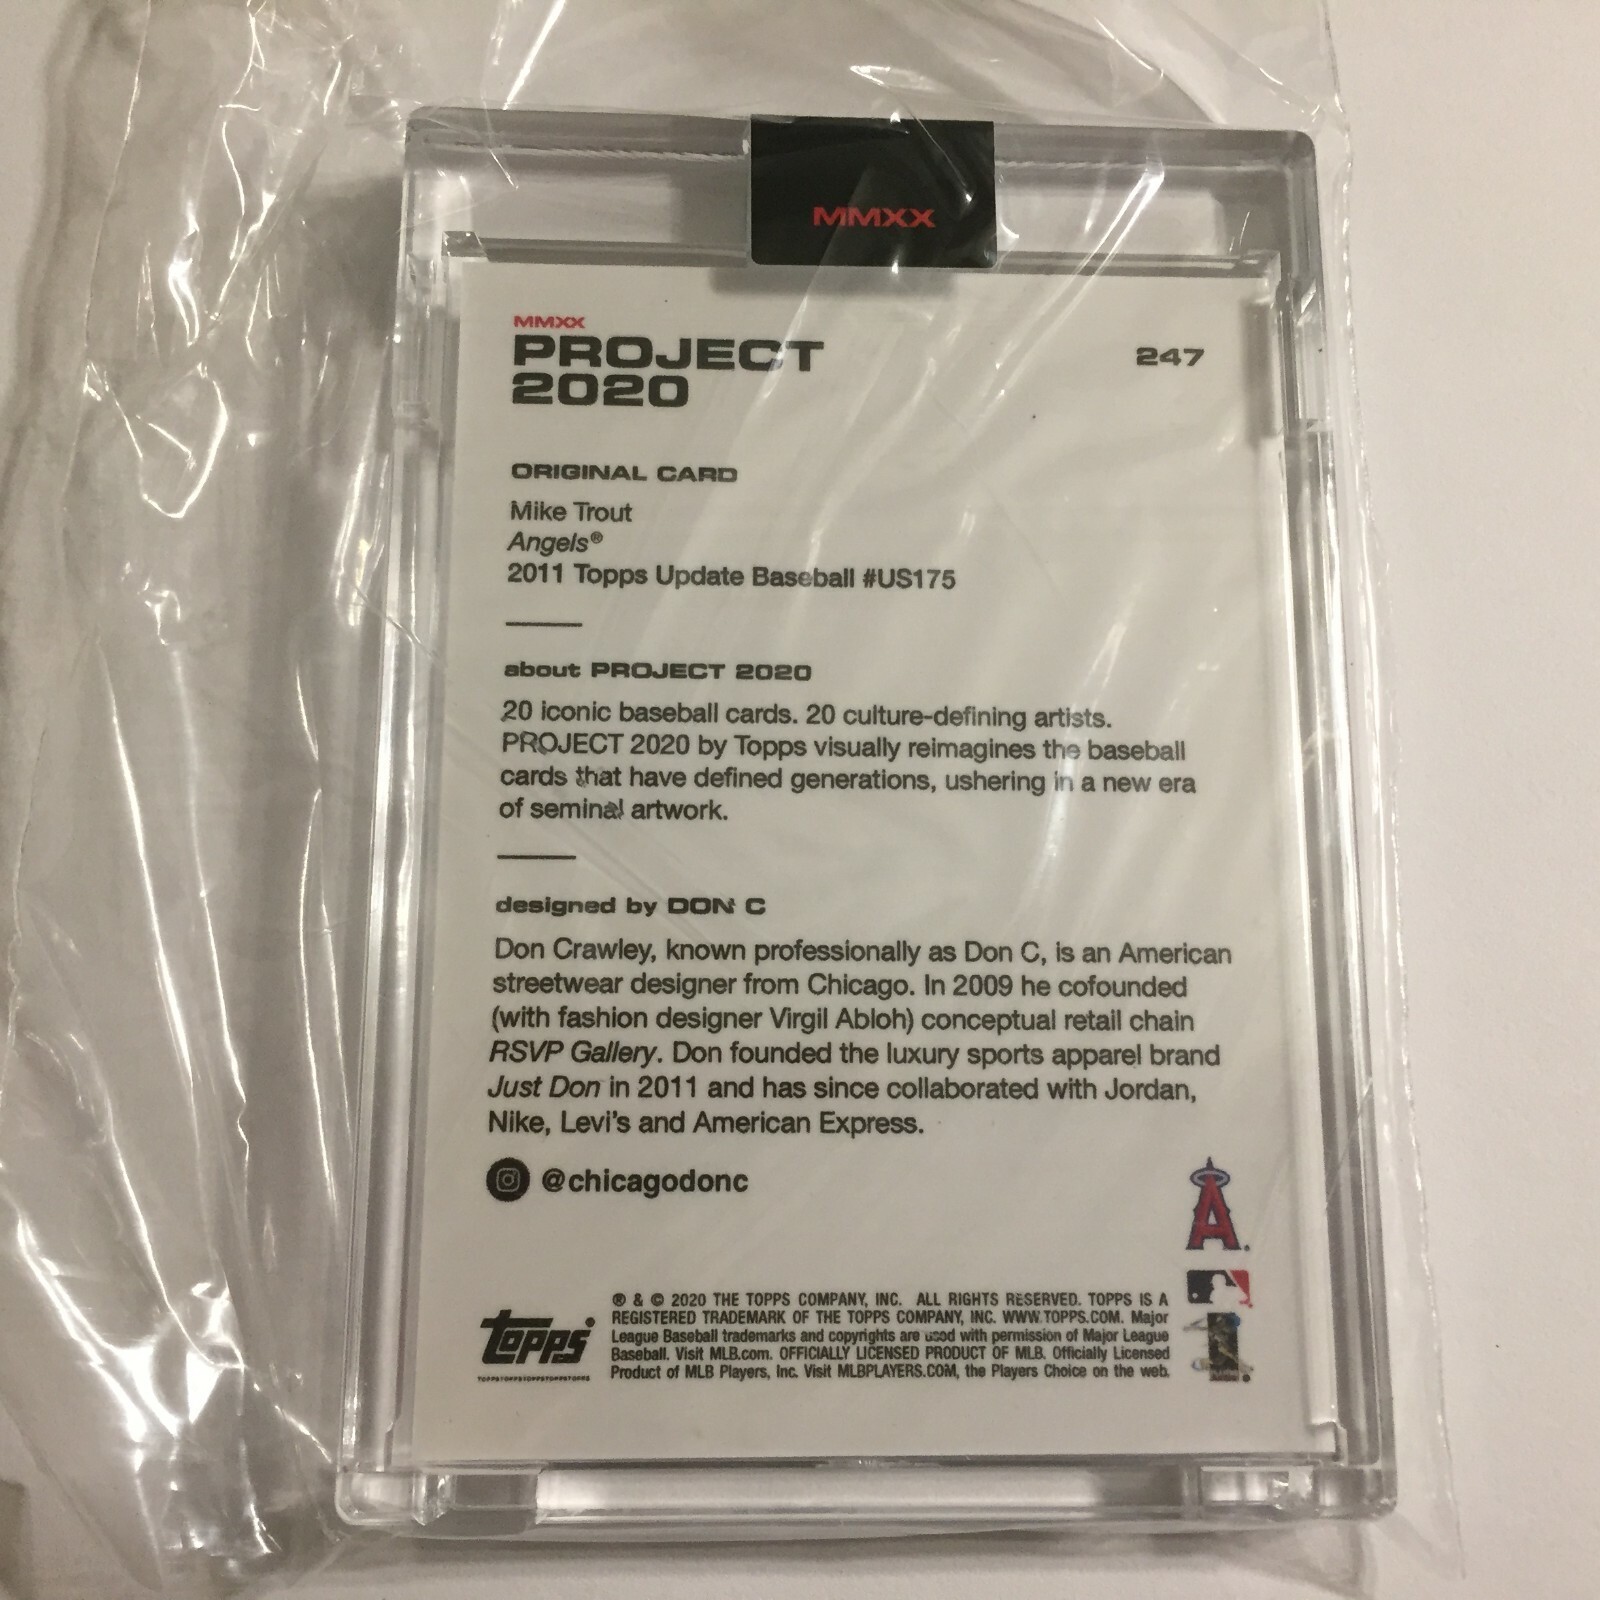 MMXX
MMXX
PROJECT
2020
247
ORIGINAL CARD
Mike Trout
Angels®
2011 Topps Update Baseball #US175
about PROJECT 2020
20 iconic baseball cards. 20 culture-defining artists.
PROJECT 2020 by Topps visually reimagines the baseball
cards that have defined generations, ushering in a new era
of seminal artwork.
designed by DON C
Don Crawley, known professionally as Don C, is an American
streetwear designer from Chicago. In 2009 he cofounded
(with fashion designer Virgil Abloh) conceptual retail chain
RSVP Gallery. Don founded the luxury sports apparel brand
Just Don in 2011 and has since collaborated with Jordan,
Nike, Levi's and American Express.
@chicagodonc
A
® & © 2020 THE TOPPS COMPANY, INC. ALL RIGHTS RESERVED. TOPPS IS A
REGISTERED TRADEMARK OF THE TOPPS COMPANY, INC. WWW.TOPPS.COM. Major
League Baseball trademarks and copyrights are used with permission of Major League
Baseball. Visit MLB.com. OFFICIALLY LICENSED PRODUCT OF MLB. Officially Licensed
Product of MLB Players, Inc. Visit MLBPLAYERS.COM, the Players Choice on the web.
topps®
TOPPSTOPPSTOPPSTOPPSTOPPS